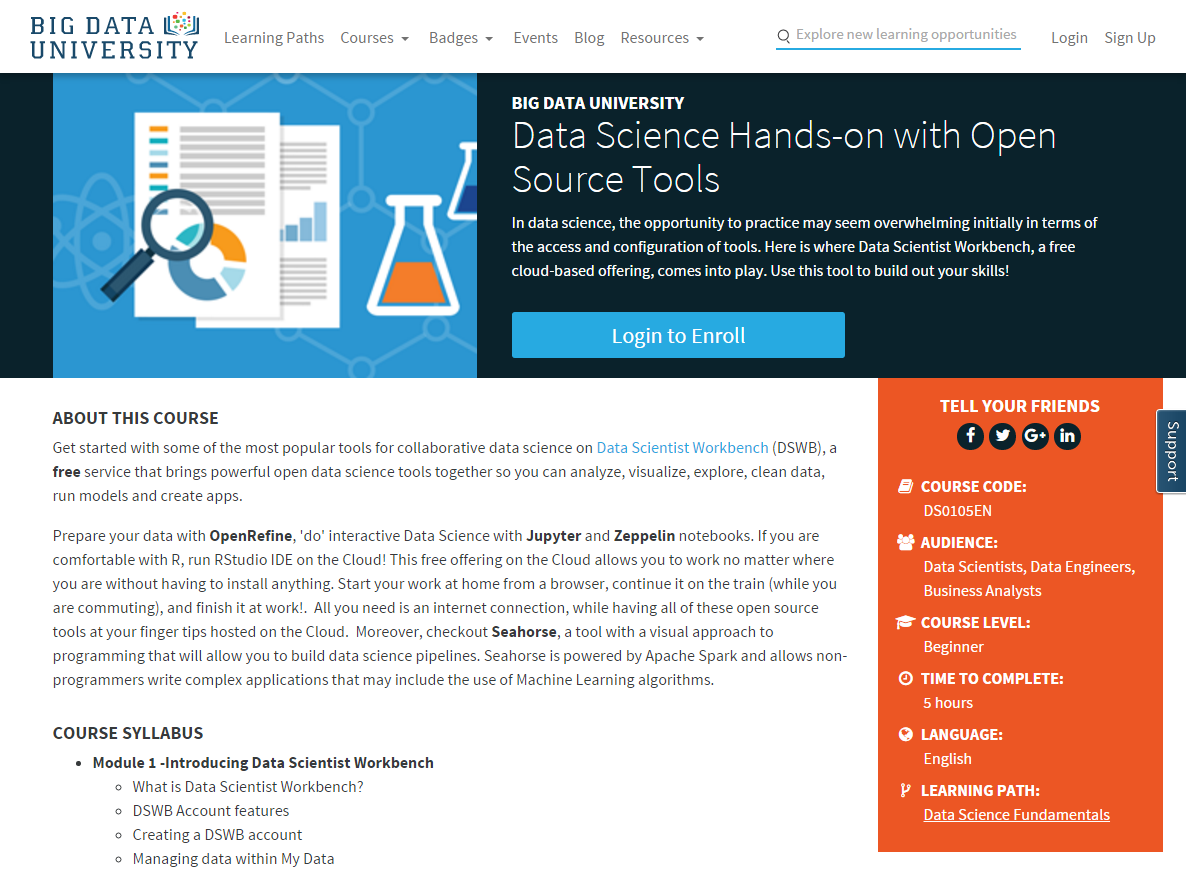 BIG DATA
UNIVERSITY
Learning Paths Courses Badges Events Blog Resources
Explore new learning opportunities
Login Sign Up
BIG DATA UNIVERSITY
Data Science Hands-on with Open
Source Tools
In data science, the opportunity to practice may seem overwhelming initially in terms of
the access and configuration of tools. Here is where Data Scientist Workbench, a free
cloud-based offering, comes into play. Use this tool to build out your skills!
Login to Enroll
ABOUT THIS COURSE
Get started with some of the most popular tools for collaborative data science on Data Scientist Workbench (DSWB), a
free service that brings powerful open data science tools together so you can analyze, visualize, explore, clean data,
run models and create apps.
Prepare your data with OpenRefine, 'do' interactive Data Science with Jupyter and Zeppelin notebooks. If you are
comfortable with R, run RStudio IDE on the Cloud! This free offering on the Cloud allows you to work no matter where
you are without having to install anything. Start your work at home from a browser, continue it on the train (while you
are commuting), and finish it at work!.  All you need is an internet connection, while having all of these open source
tools at your finger tips hosted on the Cloud.  Moreover, checkout Seahorse, a tool with a visual approach to
programming that will allow you to build data science pipelines. Seahorse is powered by Apache Spark and allows non-
programmers write complex applications that may include the use of Machine Learning algorithms.
COURSE SYLLABUS
• Module 1 -Introducing Data Scientist Workbench
◦ What is Data Scientist Workbench?
◦ DSWB Account features
◦ Creating a DSWB account
◦ Managing data within My Data
TELL YOUR FRIENDS
f G+ in
COURSE CODE:
DS0105EN
AUDIENCE:
Data Scientists, Data Engineers,
Business Analysts
COURSE LEVEL:
Beginner
TIME TO COMPLETE:
5 hours
LANGUAGE:
English
LEARNING PATH:
Data Science Fundamentals
Support